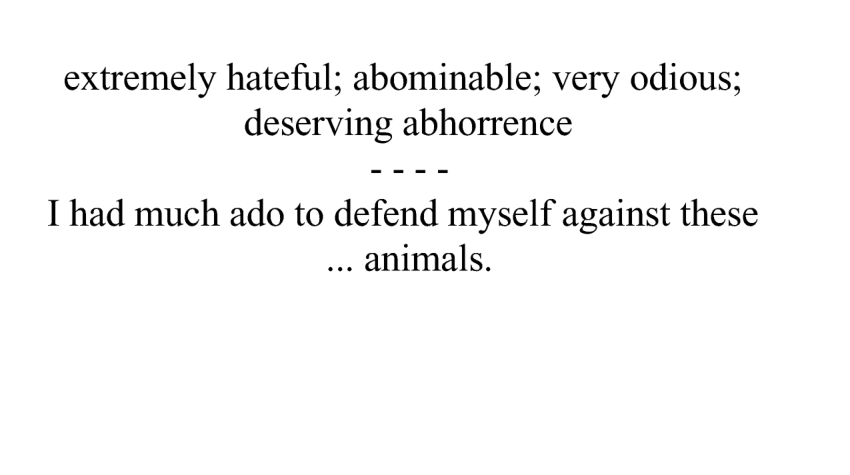 extremely hateful; abominable; very odious;
deserving abhorrence
- - - -
I had much ado to defend myself against these
... animals.